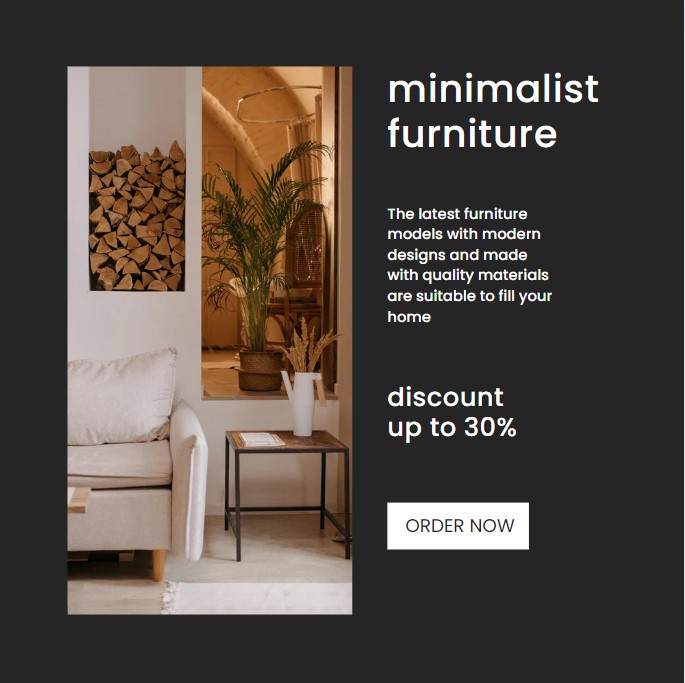 minimalist
furniture
The latest furniture
models with modern
designs and made
with quality materials
are suitable to fill your
home
discount
up to 30%
ORDER NOW